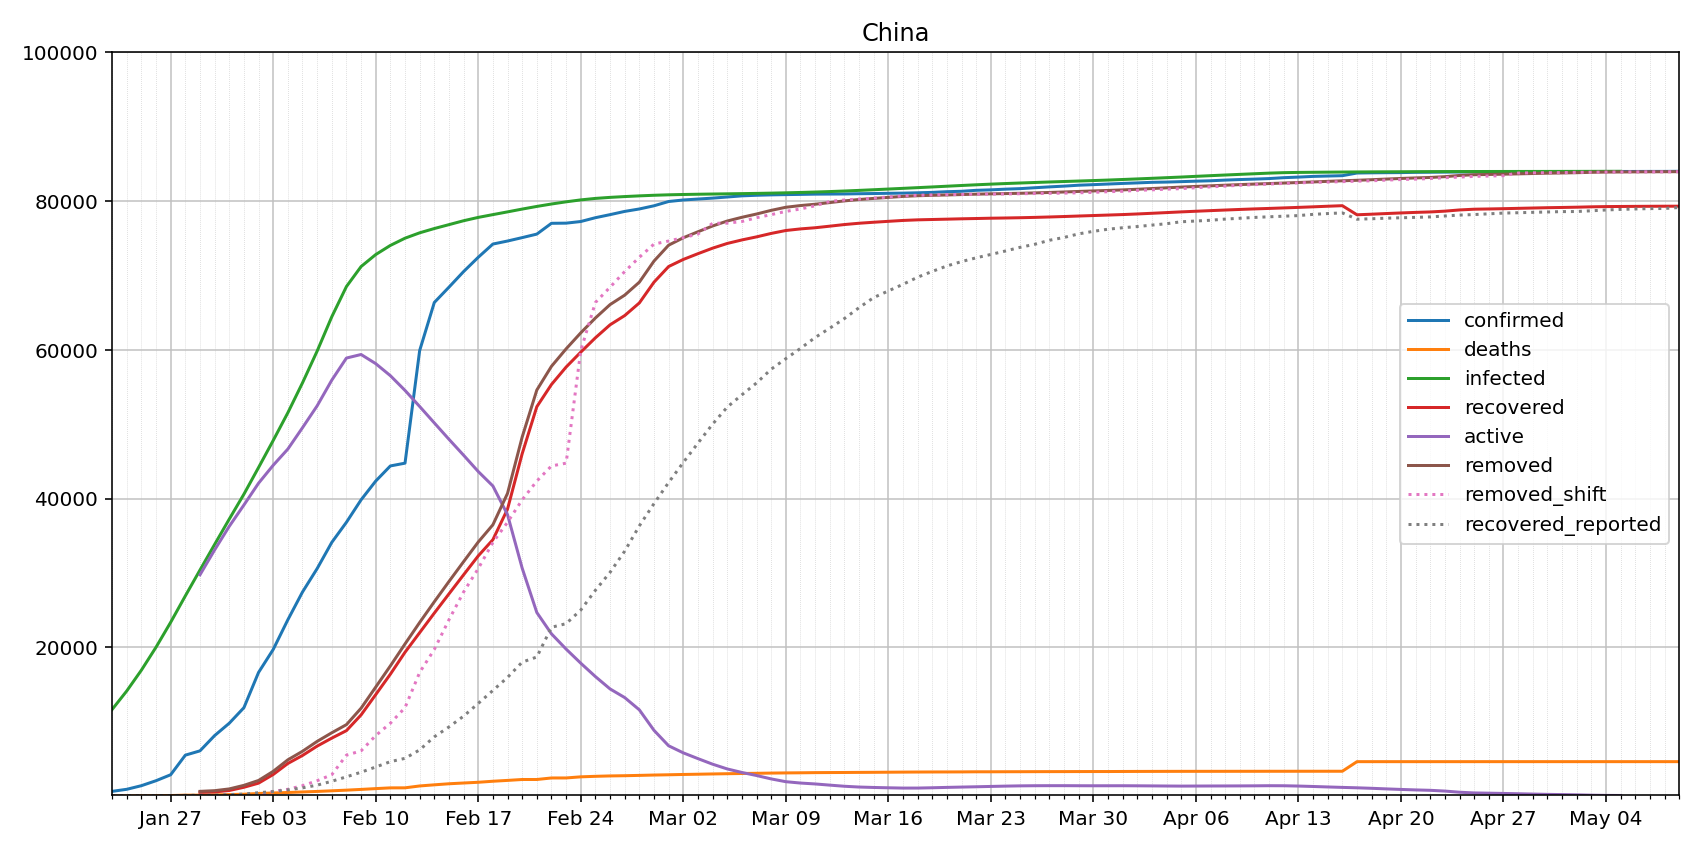 China
100000
80000
60000
40000
20000
Jan 27 Feb 03 Feb 10 Feb 17 Feb 24 Mar 02 Mar 09 Mar 16 Mar 23 Mar 30 Apr 06 Apr 13 Apr 20 Apr 27 May 04
confirmed
deaths
infected
recovered
active
removed
removed_shift
recovered_reported